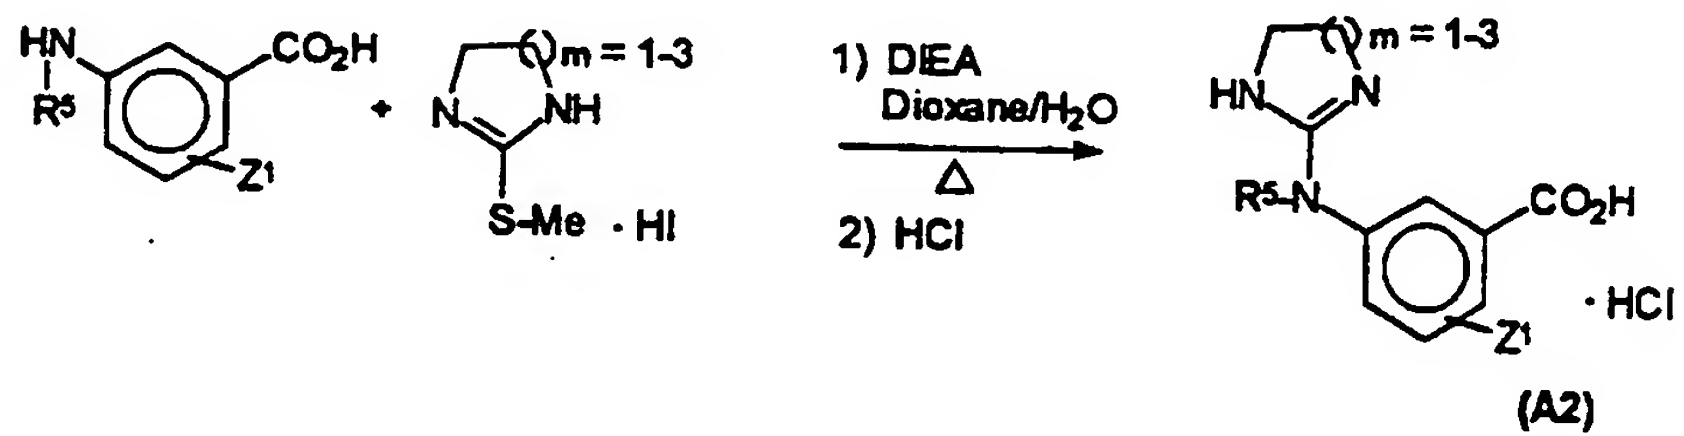 HN
R⁵
CO₂H
Z¹
+
( )m = 1-3
N
NH
S-Me · HI
1) DIEA
Dioxane/H₂O
△
2) HCl
( )m = 1-3
HN
N
R⁵-N
CO₂H
Z¹
· HCl
(A2)